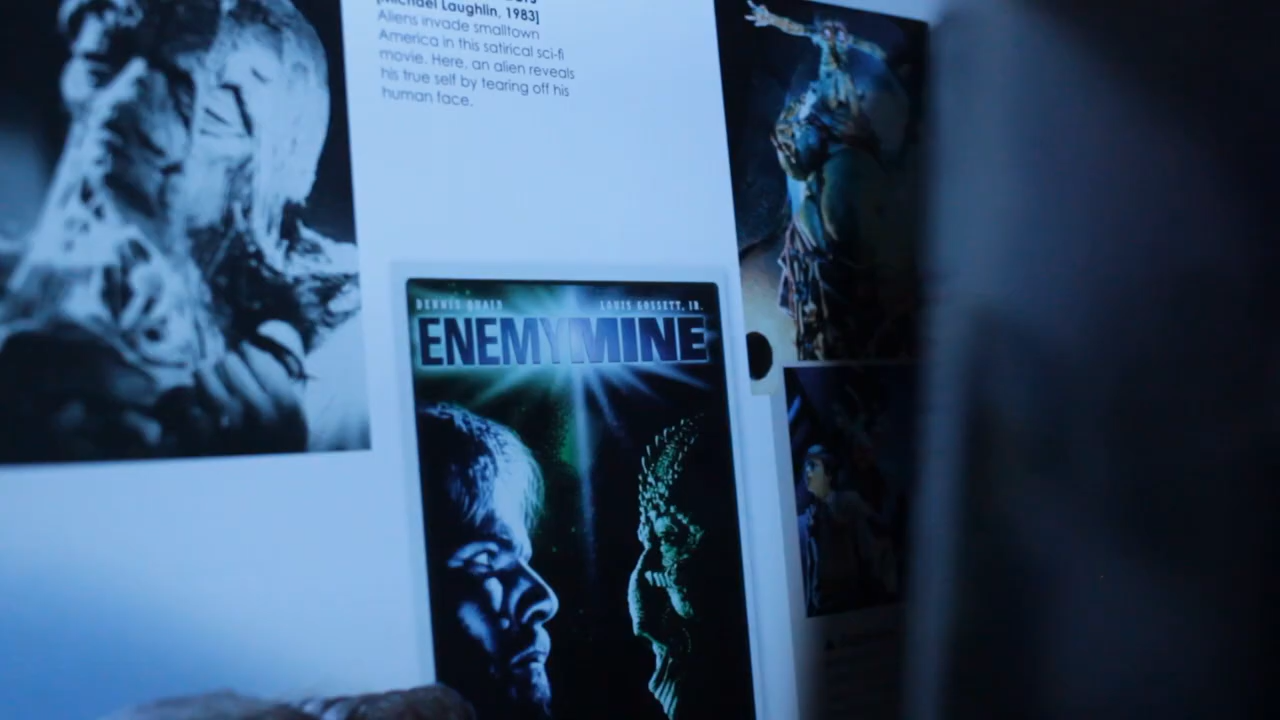 [Michael Laughlin, 1983]
Aliens invade smalltown
America in this satirical sci-fi
movie. Here, an alien reveals
his true self by tearing off his
human face.
DENNIS QUAID LOUIS GOSSETT, JR.
ENEMY MINE